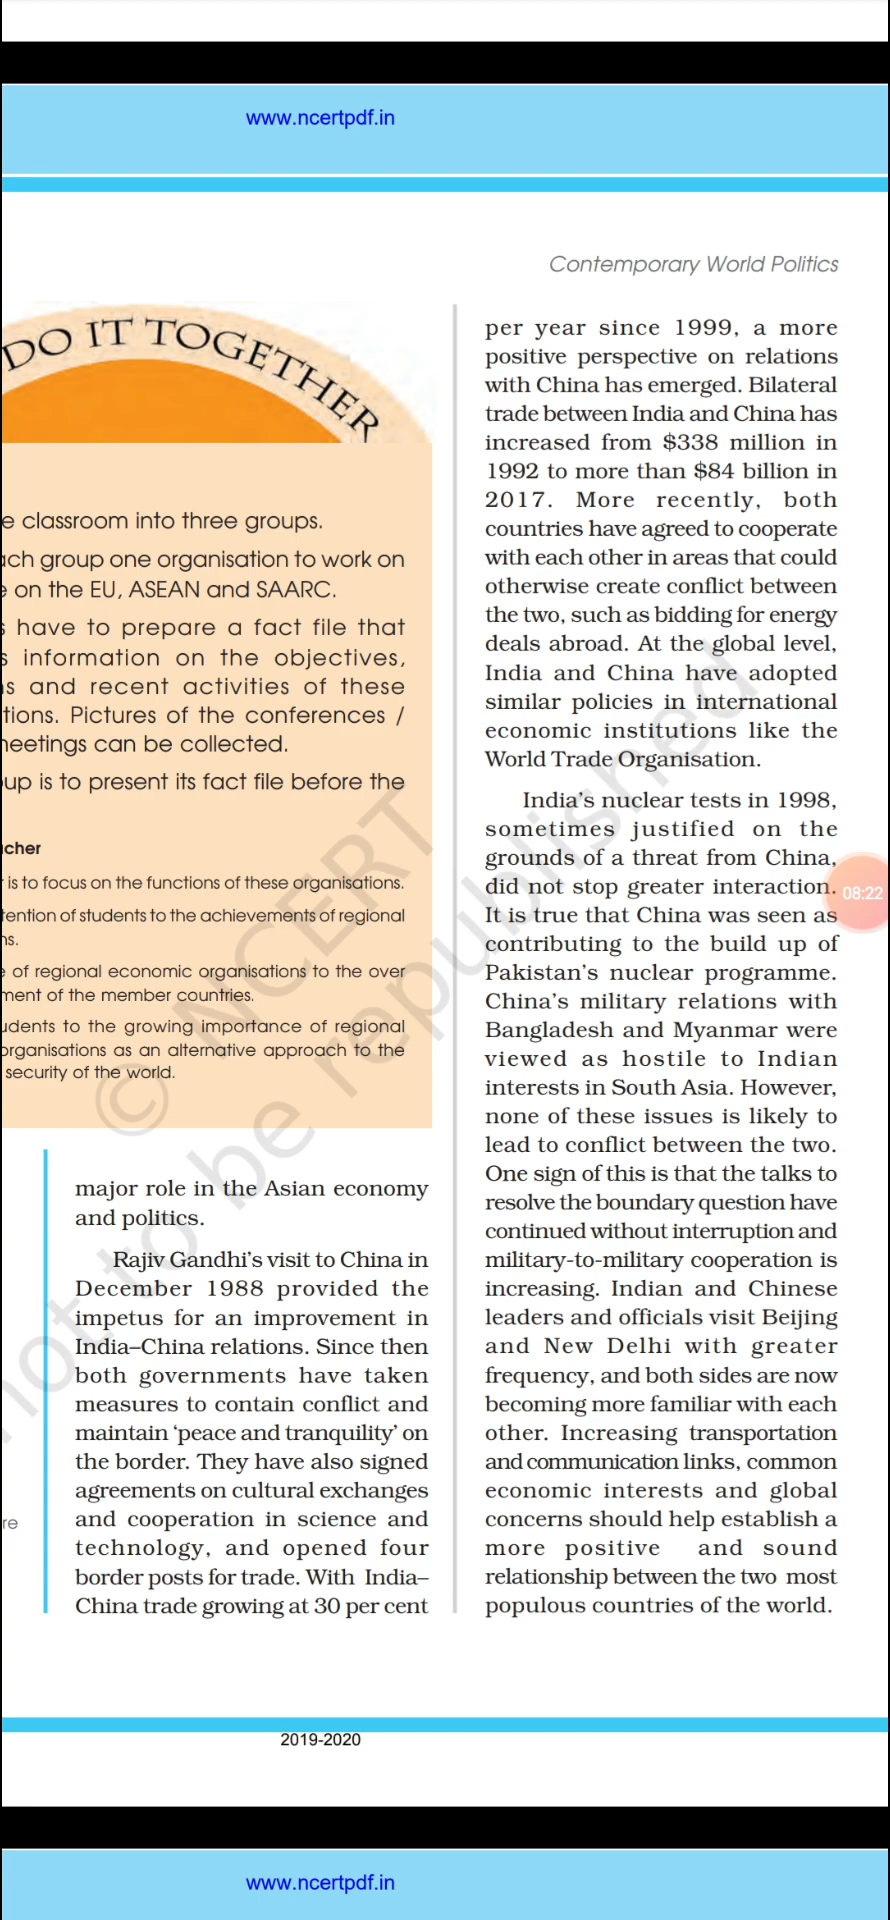 www.ncertpdf.in
Contemporary World Politics
DO IT TOGETHER
e classroom into three groups.
ach group one organisation to work on
e on the EU, ASEAN and SAARC.
s have to prepare a fact file that
s information on the objectives,
ns and recent activities of these
tions. Pictures of the conferences /
meetings can be collected.
up is to present its fact file before the
acher
r is to focus on the functions of these organisations.
tention of students to the achievements of regional
ns.
e of regional economic organisations to the over
ment of the member countries.
udents to the growing importance of regional
organisations as an alternative approach to the
security of the world.
major role in the Asian economy
and politics.
Rajiv Gandhi’s visit to China in
December 1988 provided the
impetus for an improvement in
India–China relations. Since then
both governments have taken
measures to contain conflict and
maintain ‘peace and tranquility’ on
the border. They have also signed
agreements on cultural exchanges
and cooperation in science and
technology, and opened four
border posts for trade. With India–
China trade growing at 30 per cent
re
per year since 1999, a more
positive perspective on relations
with China has emerged. Bilateral
trade between India and China has
increased from $338 million in
1992 to more than $84 billion in
2017. More recently, both
countries have agreed to cooperate
with each other in areas that could
otherwise create conflict between
the two, such as bidding for energy
deals abroad. At the global level,
India and China have adopted
similar policies in international
economic institutions like the
World Trade Organisation.
India’s nuclear tests in 1998,
sometimes justified on the
grounds of a threat from China,
did not stop greater interaction.
It is true that China was seen as
contributing to the build up of
Pakistan’s nuclear programme.
China’s military relations with
Bangladesh and Myanmar were
viewed as hostile to Indian
interests in South Asia. However,
none of these issues is likely to
lead to conflict between the two.
One sign of this is that the talks to
resolve the boundary question have
continued without interruption and
military-to-military cooperation is
increasing. Indian and Chinese
leaders and officials visit Beijing
and New Delhi with greater
frequency, and both sides are now
becoming more familiar with each
other. Increasing transportation
and communication links, common
economic interests and global
concerns should help establish a
more positive and sound
relationship between the two most
populous countries of the world.
08:22
© NCERT
not to be republished
2019-2020
www.ncertpdf.in